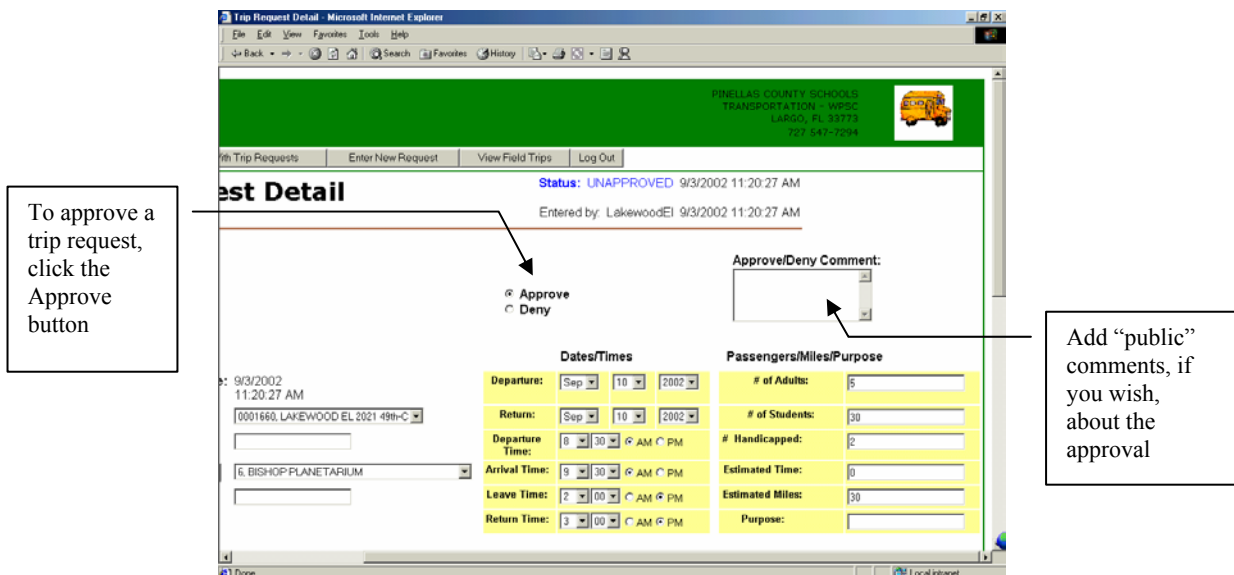 Trip Request Detail - Microsoft Internet Explorer
File Edit View Favorites Tools Help
Back Search Favorites History
PINELLAS COUNTY SCHOOLS
TRANSPORTATION - WPSC
LARGO, FL 33773
727 547-7294
ith Trip Requests Enter New Request View Field Trips Log Out
est Detail
Status: UNAPPROVED 9/3/2002 11:20:27 AM
Entered by: LakewoodEl 9/3/2002 11:20:27 AM
To approve a
trip request,
click the
Approve
button
Approve
Deny
Approve/Deny Comment:
Add “public”
comments, if
you wish,
about the
approval
Dates/Times
Passengers/Miles/Purpose
e: 9/3/2002
11:20:27 AM
0001660, LAKEWOOD EL 2021 49th-C
6, BISHOP PLANETARIUM
Departure: Sep 10 2002
Return: Sep 10 2002
Departure
Time: 8 30 AM PM
Arrival Time: 9 30 AM PM
Leave Time: 2 00 AM PM
Return Time: 3 00 AM PM
# of Adults: 5
# of Students: 30
# Handicapped: 2
Estimated Time: 0
Estimated Miles: 30
Purpose:
Done Local intranet